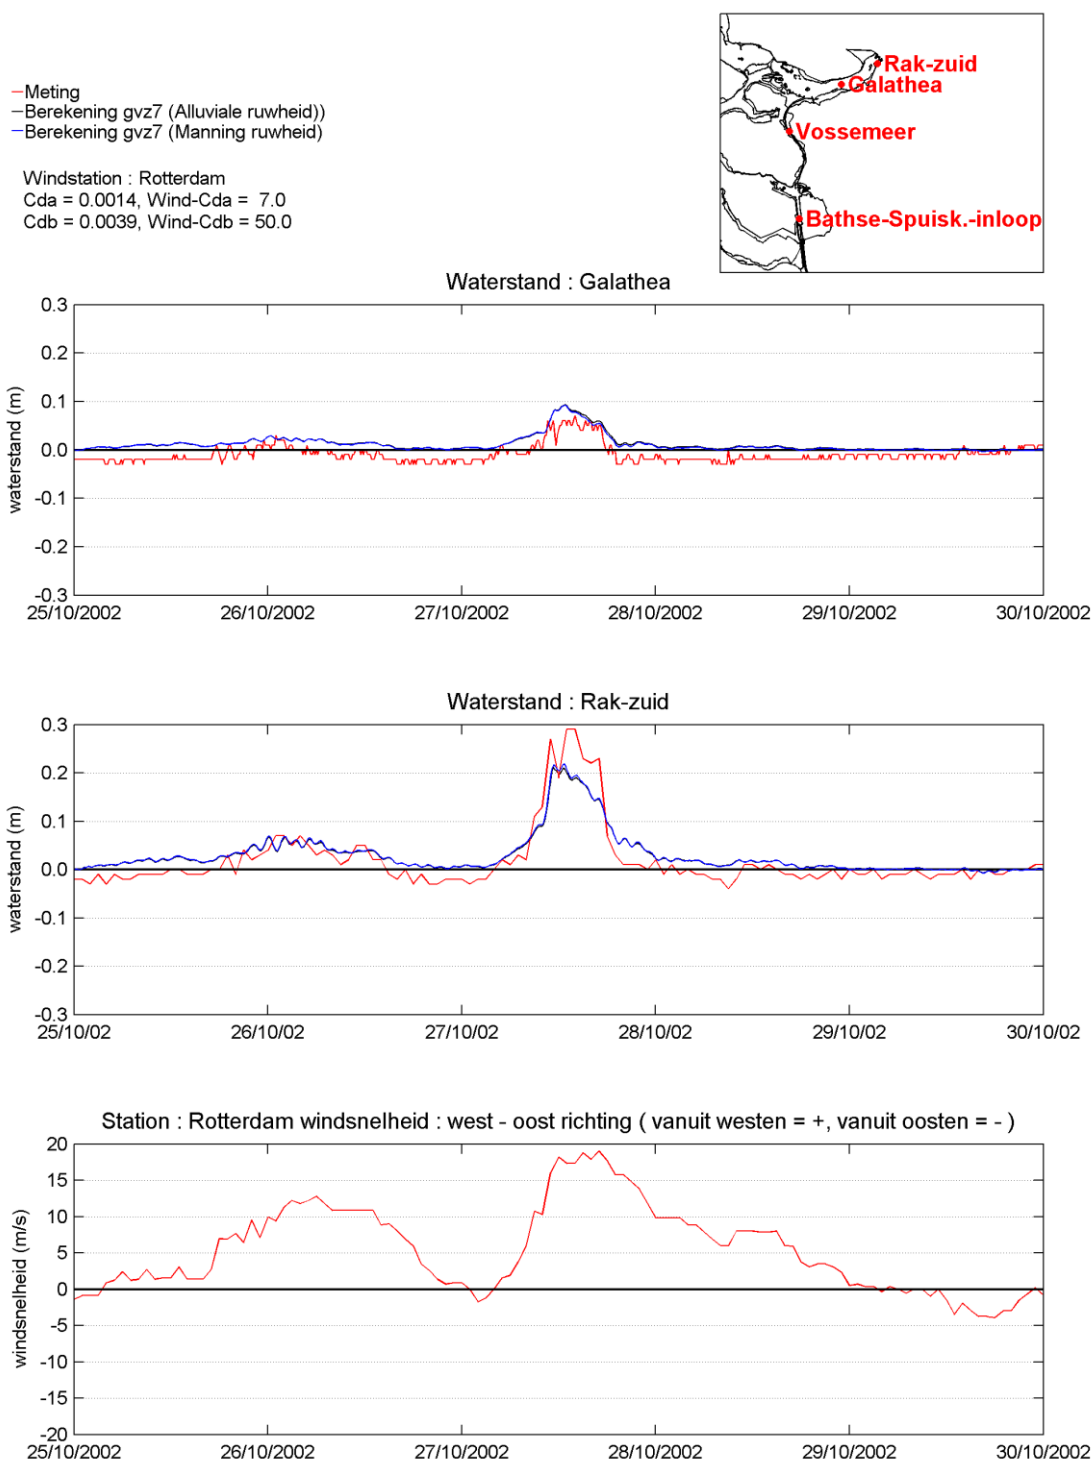 Meting
Berekening gvz7 (Alluviale ruwheid))
Berekening gvz7 (Manning ruwheid)
Windstation : Rotterdam
Cda = 0.0014, Wind-Cda = 7.0
Cdb = 0.0039, Wind-Cdb = 50.0
Rak-zuid
Galathea
Vossemeer
Bathse-Spuisk.-inloop
Waterstand : Galathea
waterstand (m)
0.3
0.2
0.1
0.0
-0.1
-0.2
-0.3
25/10/2002 26/10/2002 27/10/2002 28/10/2002 29/10/2002 30/10/2002
Waterstand : Rak-zuid
waterstand (m)
0.3
0.2
0.1
0.0
-0.1
-0.2
-0.3
25/10/02 26/10/02 27/10/02 28/10/02 29/10/02 30/10/02
Station : Rotterdam windsnelheid : west - oost richting ( vanuit westen = +, vanuit oosten = - )
windsnelheid (m/s)
20
15
10
5
0
-5
-10
-15
-20
25/10/2002 26/10/2002 27/10/2002 28/10/2002 29/10/2002 30/10/2002